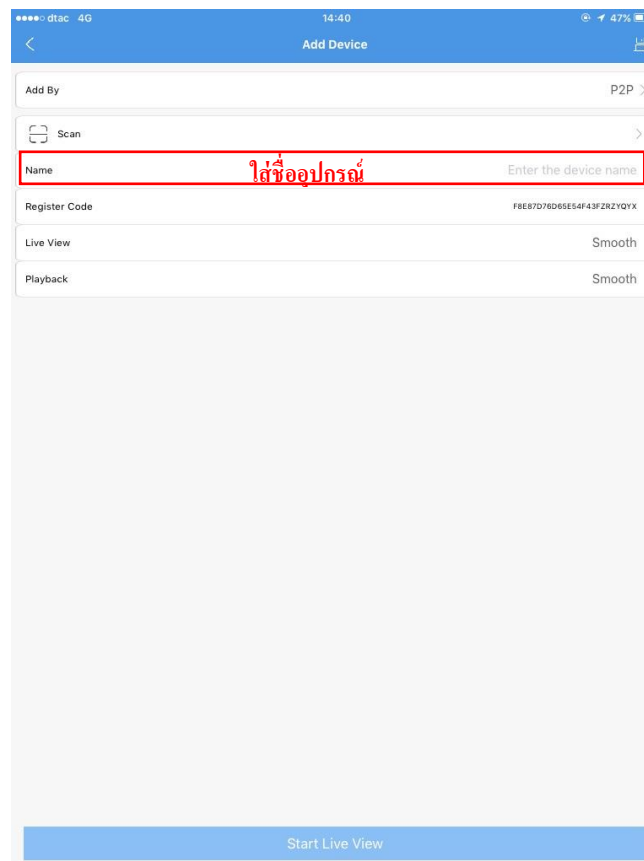 dtac 4G 14:40 47%
Add Device
Add By P2P
Scan
Name ใส่ชื่ออุปกรณ์ Enter the device name
Register Code F8E87D76D65E54F43FZRZYQYX
Live View Smooth
Playback Smooth
Start Live View